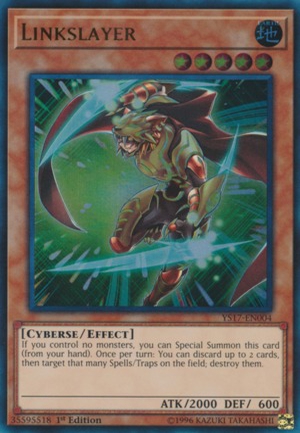 LINKSLAYER
地
YS17-EN004
[CYBERSE/EFFECT]
If you control no monsters, you can Special Summon this card
(from your hand). Once per turn: You can discard up to 2 cards,
then target that many Spells/Traps on the field; destroy them.
ATK/2000 DEF/ 600
35595518 1st Edition ©1996 KAZUKI TAKAHASHI